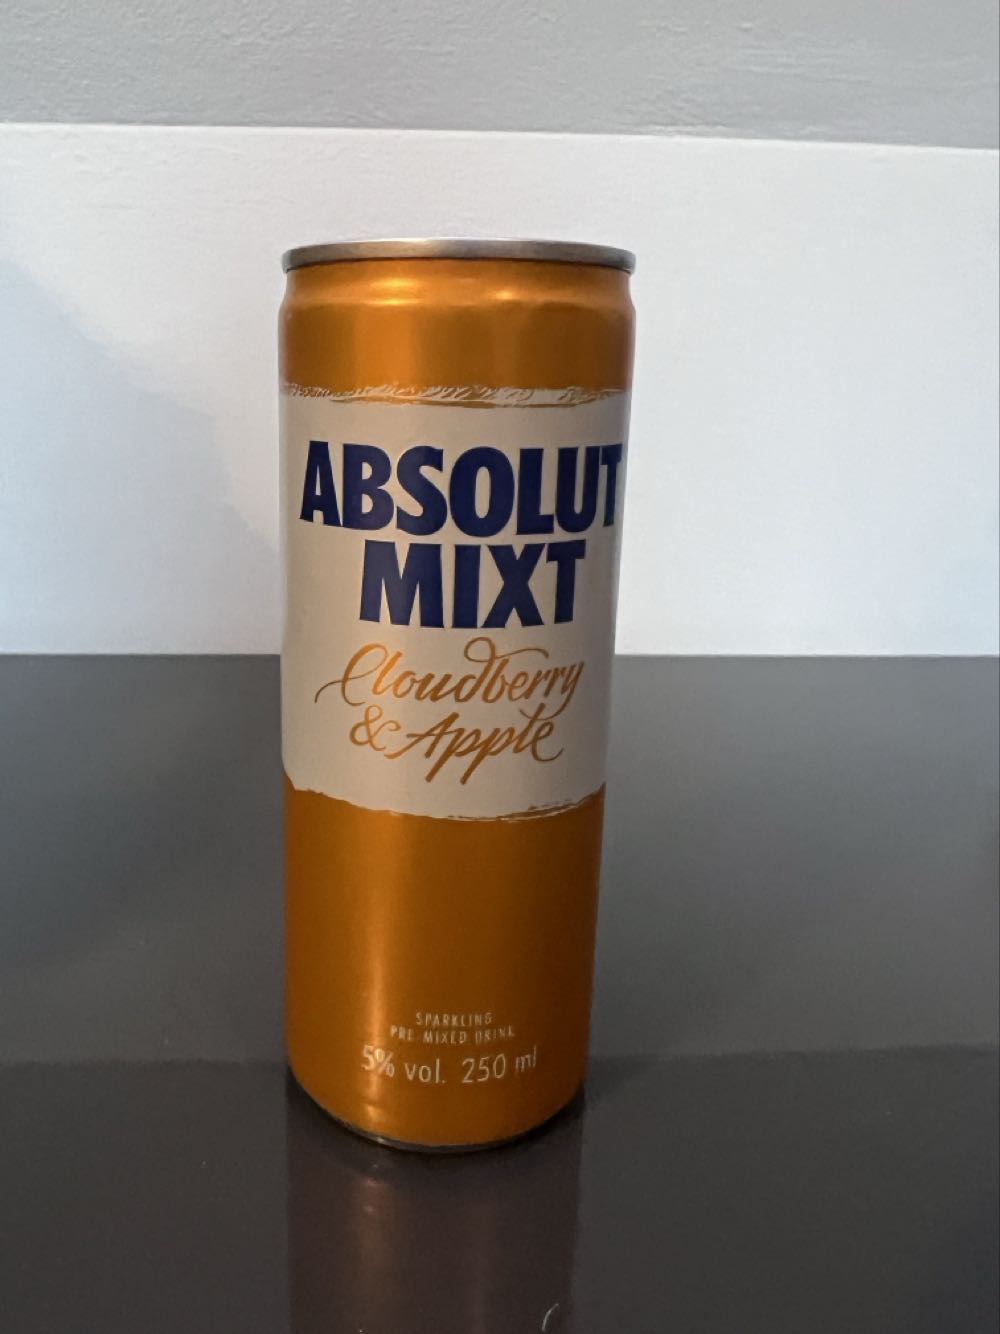 ABSOLUT
MIXT
Cloudberry
& Apple
SPARKLING
PRE-MIXED DRINK
5% vol. 250 ml